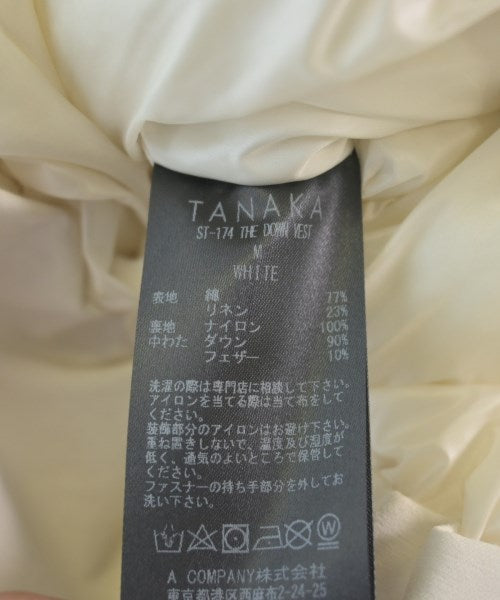 TANAKA
ST-174 THE DOWN VEST
M
WHITE
表地 綿 77%
リネン 23%
裏地 ナイロン 100%
中わた ダウン 90%
フェザー 10%
洗濯の際は専門店に相談して下さい。
アイロンを当てる際は当て布をして
ください。
装飾部分のアイロンはお避け下さい。
重ね置きしないで、温度及び湿度が
低く、通気のよいところで保管して
ください。
ファスナーの持ち手部分を外してお
洗い下さい。
W
A COMPANY株式会社
東京都港区西麻布2-24-25